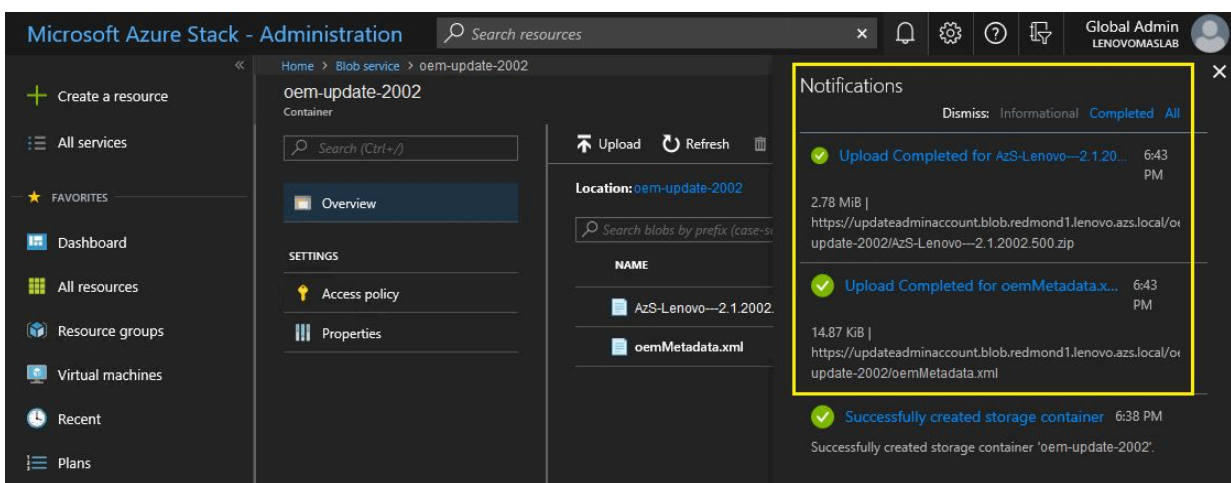 Microsoft Azure Stack - Administration
Search resources
Global Admin
LENOVOMASLAB
Create a resource
All services
FAVORITES
Dashboard
All resources
Resource groups
Virtual machines
Recent
Plans
Home > Blob service > oem-update-2002
oem-update-2002
Container
Search (Ctrl+/)
Overview
SETTINGS
Access policy
Properties
Upload Refresh
Location: oem-update-2002
Search blobs by prefix (case-se
NAME
AzS-Lenovo---2.1.2002.
oemMetadata.xml
Notifications
Dismiss: Informational Completed All
Upload Completed for AzS-Lenovo---2.1.20... 6:43
PM
2.78 MiB |
https://updateadminaccount.blob.redmond1.lenovo.azs.local/oe
update-2002/AzS-Lenovo---2.1.2002.500.zip
Upload Completed for oemMetadata.x... 6:43
PM
14.87 KiB |
https://updateadminaccount.blob.redmond1.lenovo.azs.local/oe
update-2002/oemMetadata.xml
Successfully created storage container 6:38 PM
Successfully created storage container 'oem-update-2002'.